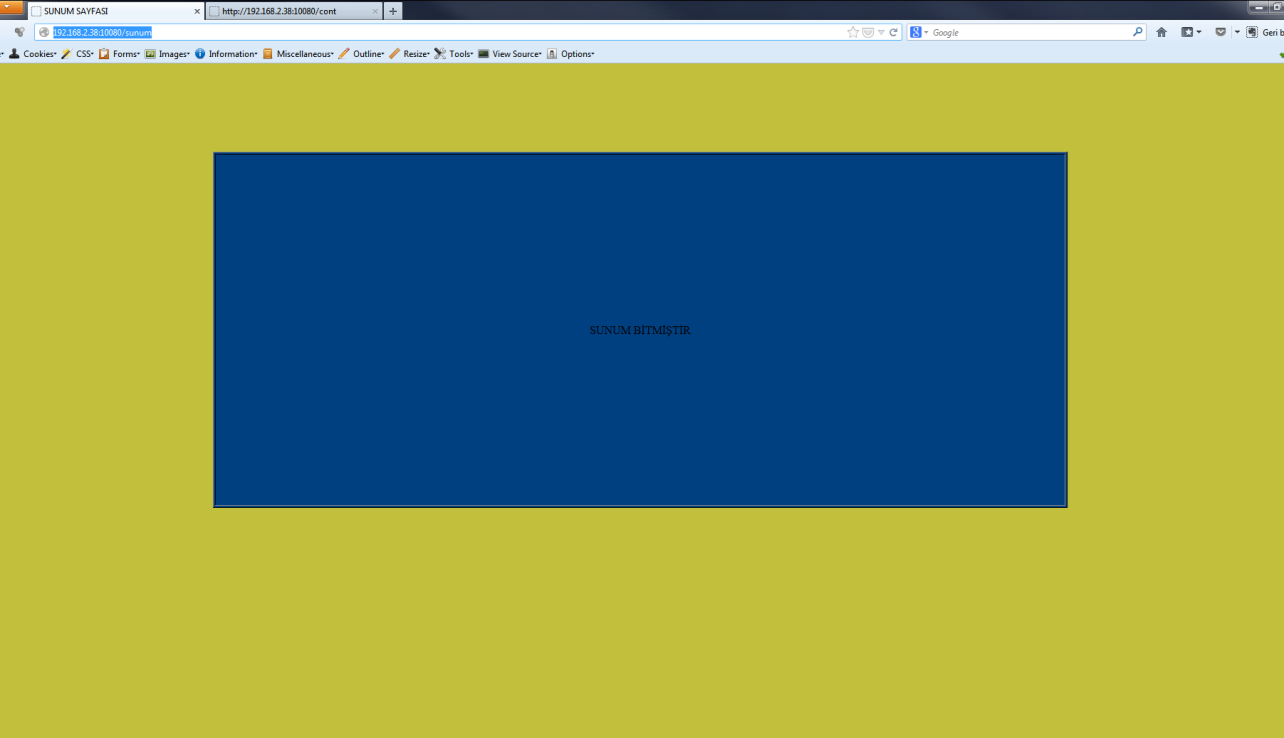 SUNUM SAYFASI
http://192.168.2.38:10080/cont
192.168.2.38:10080/sunum
Google
Geri b
Cookies CSS Forms Images Information Miscellaneous Outline Resize Tools View Source Options
SUNUM BİTMİŞTİR